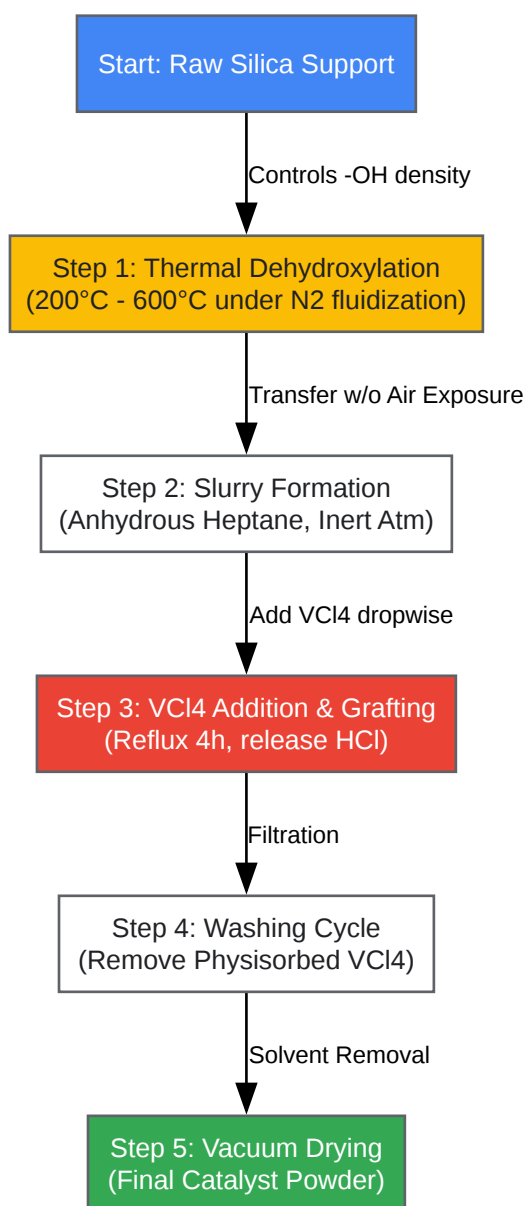 Start: Raw Silica Support
Controls -OH density
Step 1: Thermal Dehydroxylation
(200°C - 600°C under N2 fluidization)
Transfer w/o Air Exposure
Step 2: Slurry Formation
(Anhydrous Heptane, Inert Atm)
Add VCl4 dropwise
Step 3: VCl4 Addition & Grafting
(Reflux 4h, release HCl)
Filtration
Step 4: Washing Cycle
(Remove Physisorbed VCl4)
Solvent Removal
Step 5: Vacuum Drying
(Final Catalyst Powder)